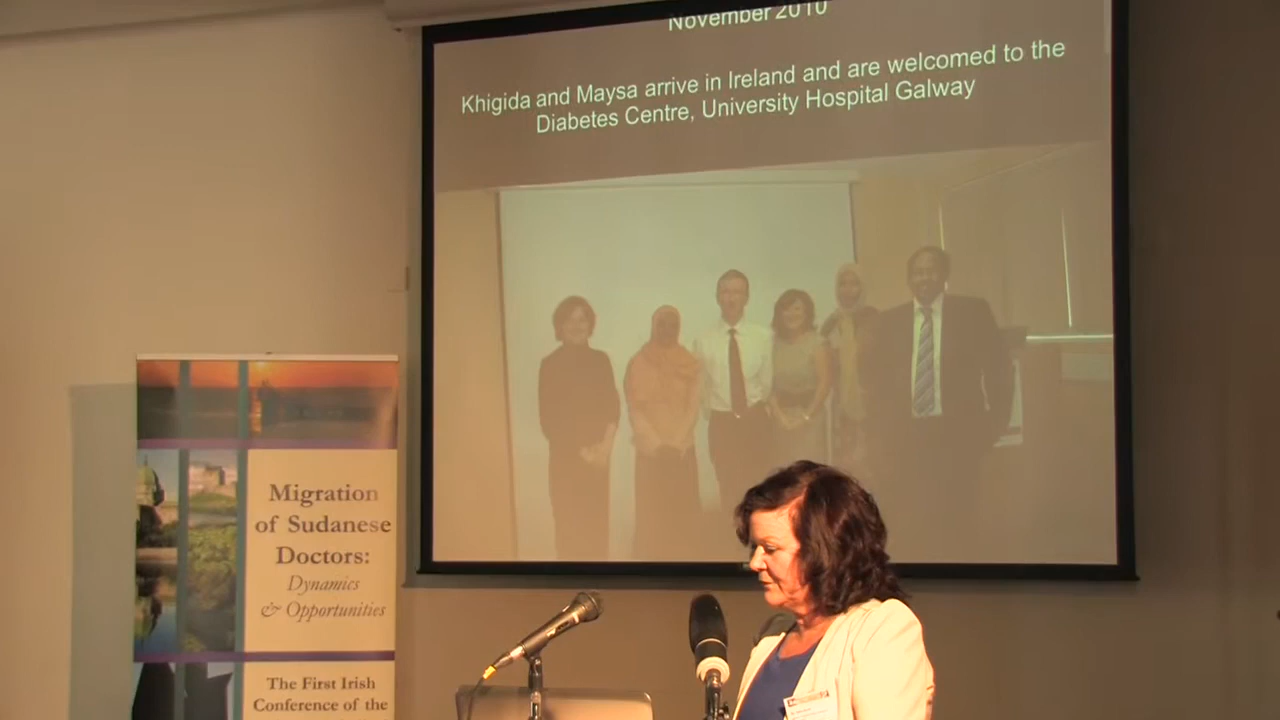 November 2010
Khigida and Maysa arrive in Ireland and are welcomed to the
Diabetes Centre, University Hospital Galway
Migration
of Sudanese
Doctors:
Dynamics
& Opportunities
The First Irish
Conference of the